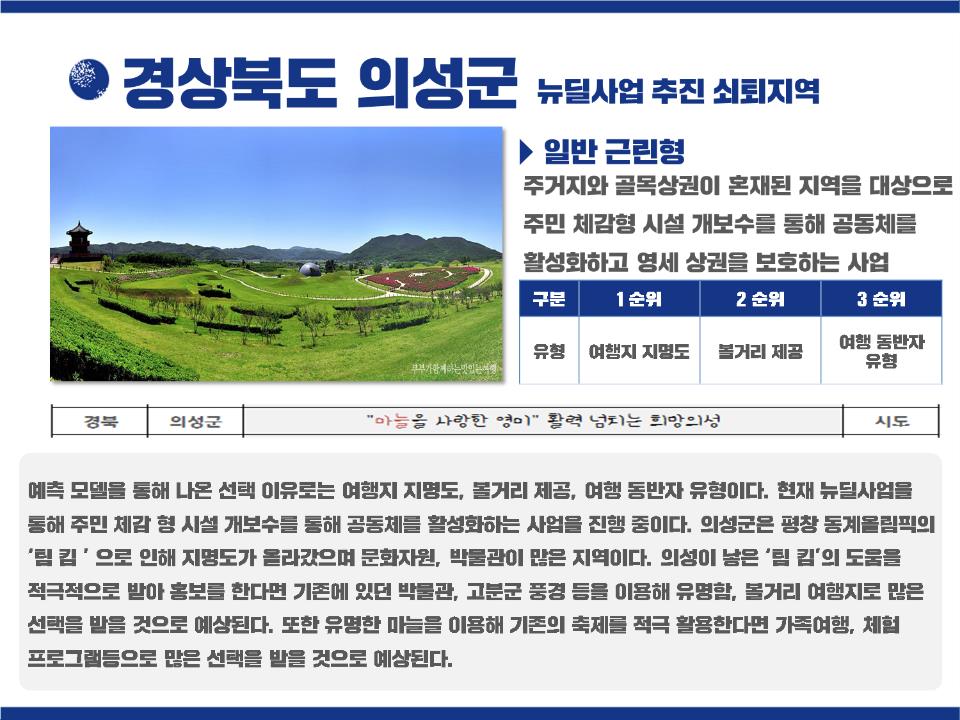 경상북도 의성군 뉴딜사업 추진 쇠퇴지역
일반 근린형
주거지와 골목상권이 혼재된 지역을 대상으로
주민 체감형 시설 개보수를 통해 공동체를
활성화하고 영세 상권을 보호하는 사업
구분 1 순위 2 순위 3 순위
유형 여행지 지명도 볼거리 제공 여행 동반자
유형
부부가함께하는맛있는여행
경북 의성군 "마늘을 사랑한 영미" 활력 넘치는 희망의성 시도
예측 모델을 통해 나온 선택 이유로는 여행지 지명도, 볼거리 제공, 여행 동반자 유형이다. 현재 뉴딜사업을
통해 주민 체감 형 시설 개보수를 통해 공동체를 활성화하는 사업을 진행 중이다. 의성군은 평창 동계올림픽의
'팀 킴 ' 으로 인해 지명도가 올라갔으며 문화자원, 박물관이 많은 지역이다. 의성이 낳은 '팀 킴'의 도움을
적극적으로 받아 홍보를 한다면 기존에 있던 박물관, 고분군 풍경 등을 이용해 유명함, 볼거리 여행지로 많은
선택을 받을 것으로 예상된다. 또한 유명한 마늘을 이용해 기존의 축제를 적극 활용한다면 가족여행, 체험
프로그램등으로 많은 선택을 받을 것으로 예상된다.